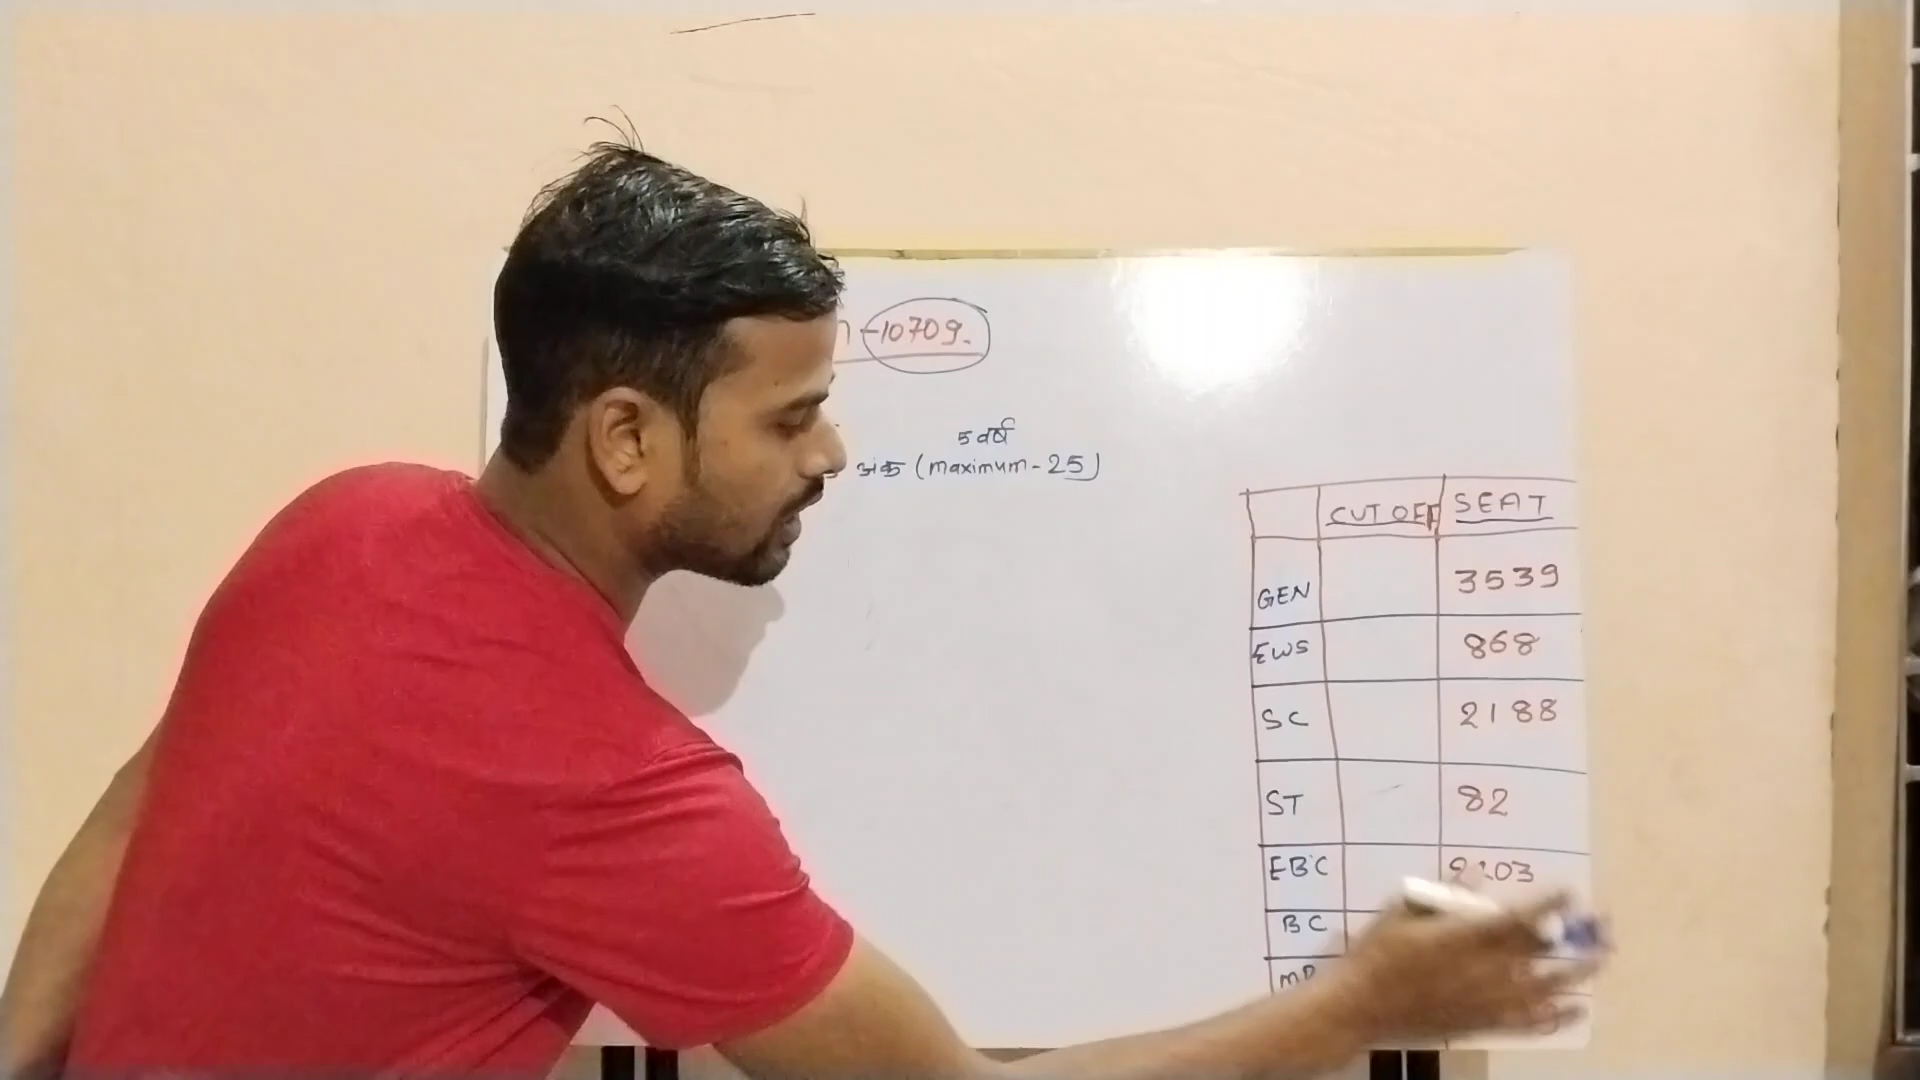 -10709.
5 वर्ष
अंक (maximum-25)
CUT OFF SEAT
GEN 3539
EWS 868
SC 2188
ST 82
EBC
BC